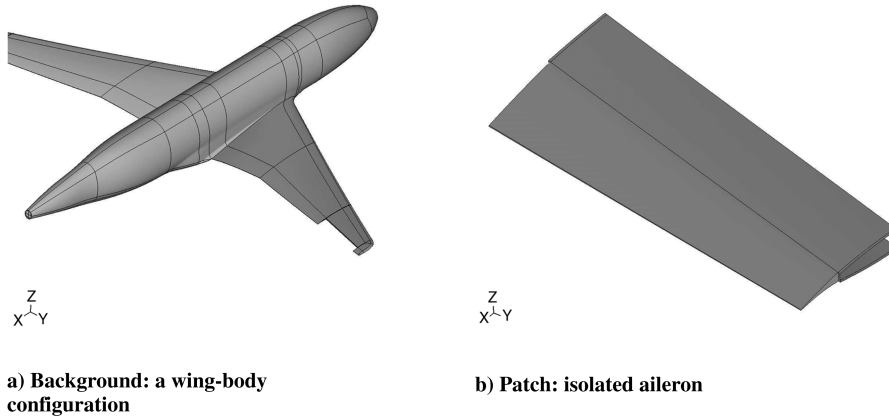 Z
X Y
Z
X Y
a) Background: a wing-body
configuration
b) Patch: isolated aileron